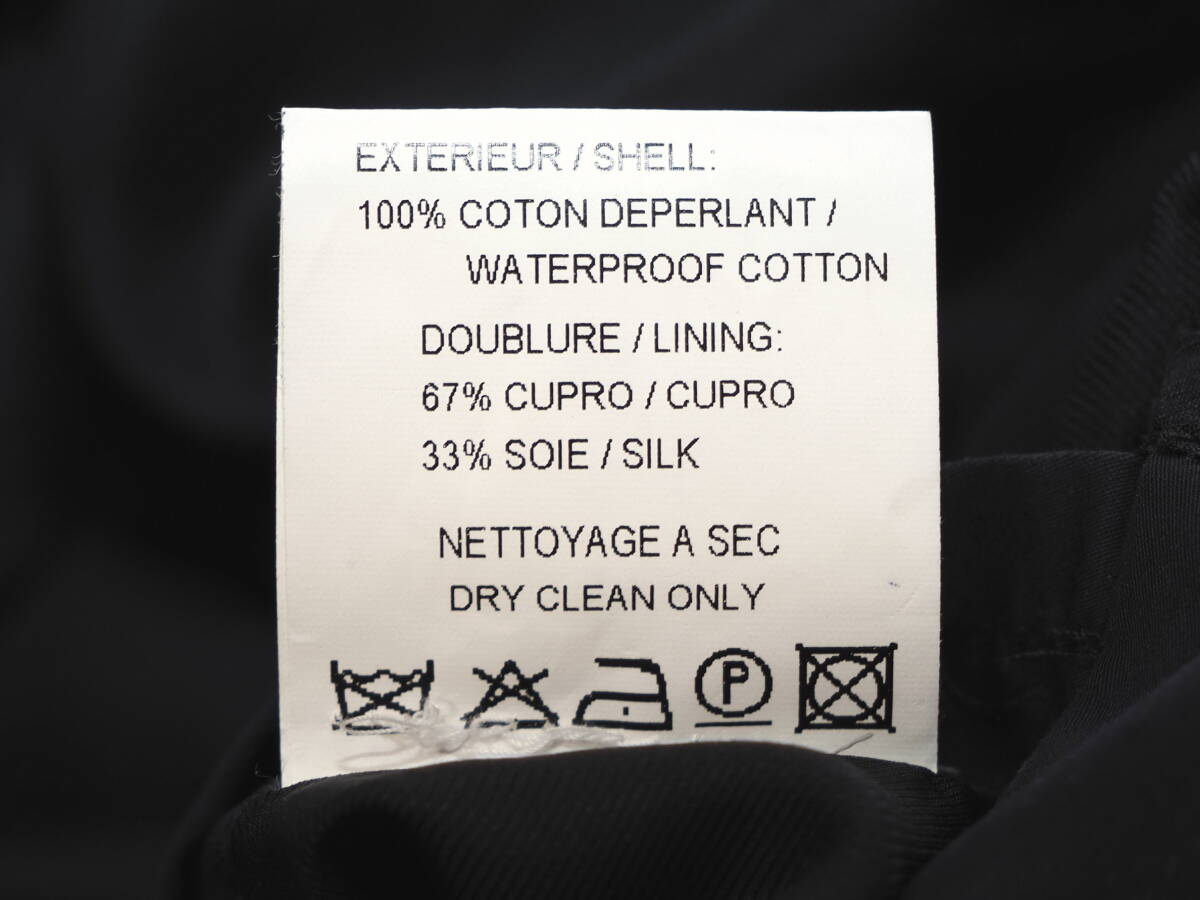 EXTERIEUR / SHELL:
100% COTON DEPERLANT /
WATERPROOF COTTON
DOUBLURE / LINING:
67% CUPRO / CUPRO
33% SOIE / SILK
NETTOYAGE A SEC
DRY CLEAN ONLY
P